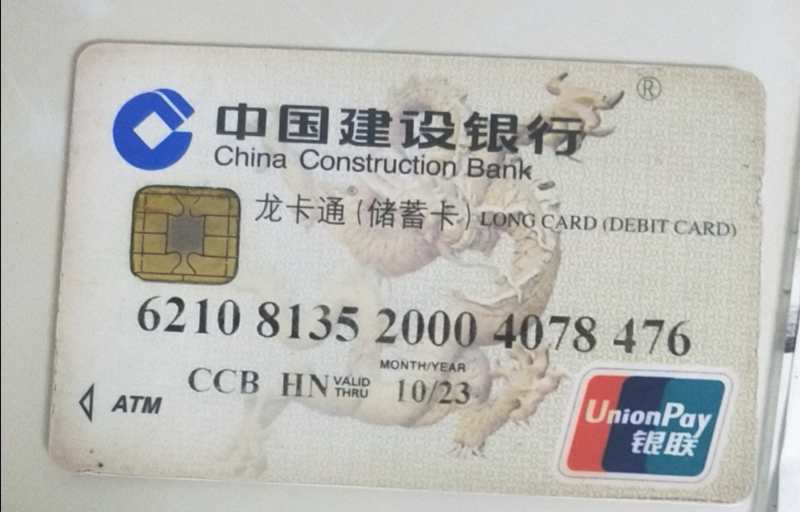 中国建设银行®
China Construction Bank
龙卡通(储蓄卡) LONG CARD (DEBIT CARD)
6210 8135 2000 4078 476
MONTH/YEAR
CCB HN VALID THRU 10/23
ATM
UnionPay
银联